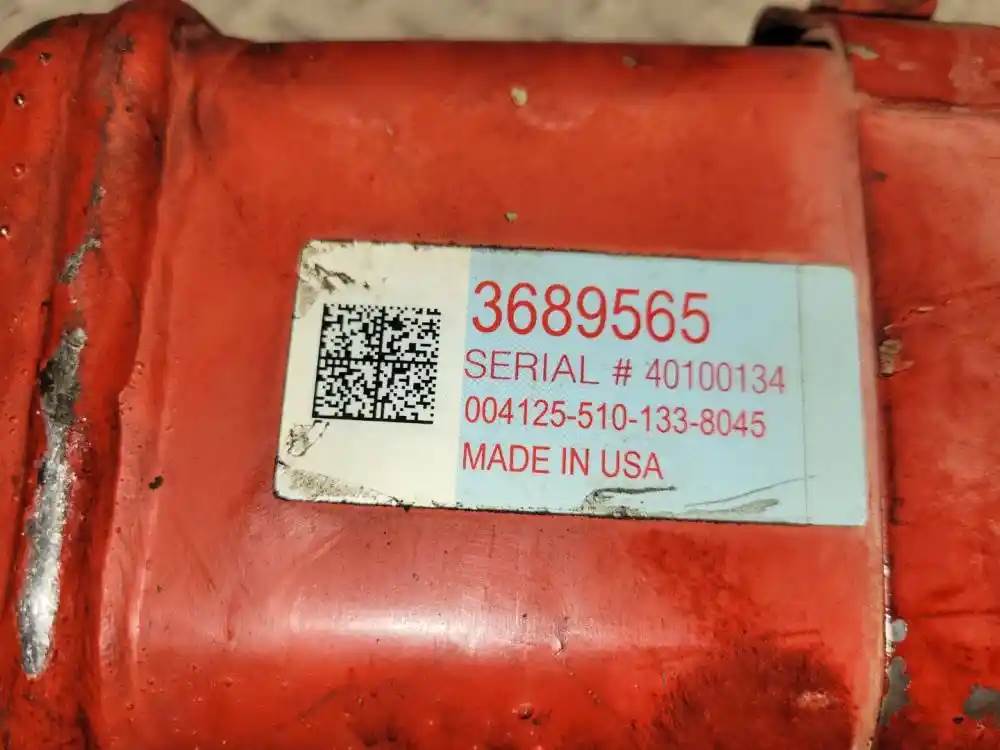 3689565
SERIAL # 40100134
004125-510-133-8045
MADE IN USA